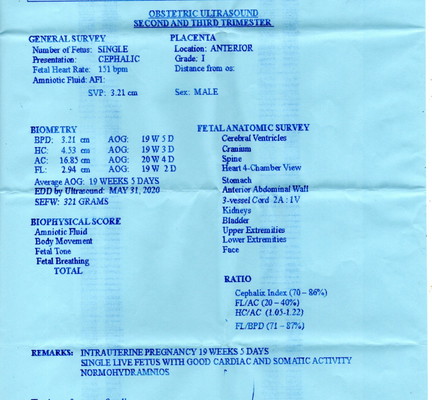 OBSTETRIC ULTRASOUND
SECOND AND THIRD TRIMESTER
GENERAL SURVEY
Number of Fetus: SINGLE
Presentation: CEPHALIC
Fetal Heart Rate: 151 bpm
Amniotic Fluid: AFI:
SVP: 3.21 cm
PLACENTA
Location: ANTERIOR
Grade: I
Distance from os:
Sex: MALE
BIOMETRY
BPD: 3.21 cm AOG: 19 W 5 D
HC: 4.53 cm AOG: 19 W 3 D
AC: 16.85 cm AOG: 20 W 4 D
FL: 2.94 cm AOG: 19 W 2 D
Average AOG: 19 WEEKS 5 DAYS
EDD by Ultrasound: MAY 31, 2020
SEFW: 321 GRAMS
BIOPHYSICAL SCORE
Amniotic Fluid
Body Movement
Fetal Tone
Fetal Breathing
TOTAL
FETAL ANATOMIC SURVEY
Cerebral Ventricles
Cranium
Spine
Heart 4-Chamber View
Stomach
Anterior Abdominal Wall
3-vessel Cord 2A : 1V
Kidneys
Bladder
Upper Extremities
Lower Extremities
Face
RATIO
Cephalix Index (70 – 86%)
FL/AC (20 – 40%)
HC/AC (1.05-1.22)
FL/BPD (71 – 87%)
REMARKS: INTRAUTERINE PREGNANCY 19 WEEKS 5 DAYS
SINGLE LIVE FETUS WITH GOOD CARDIAC AND SOMATIC ACTIVITY
NORMOHYDRAMNIOS